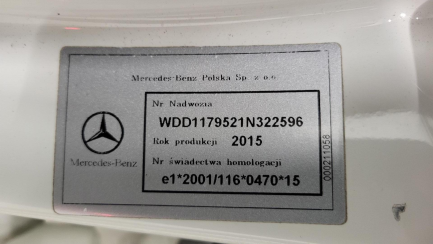 Mercedes-Benz Polska Sp. z o.o.
Nr Nadwozia
WDD1179521N322596
Rok produkcji 2015
Nr świadectwa homologacji
e1*2001/116*0470*15
Mercedes-Benz
000211058